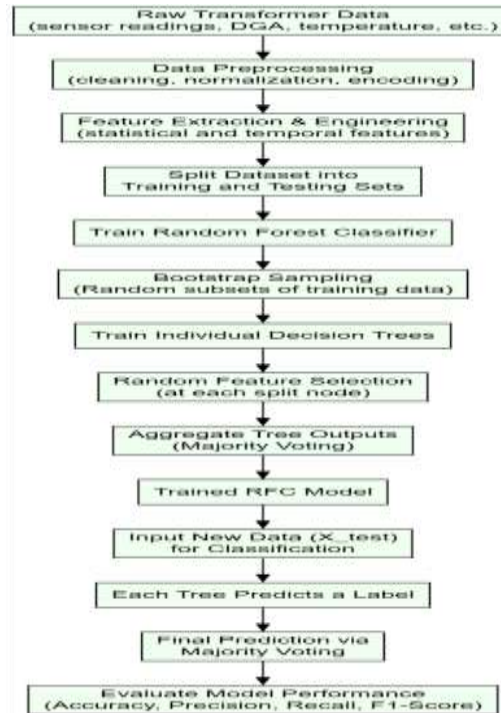 Raw Transformer Data
(sensor readings, DGA, temperature, etc.)
Data Preprocessing
(cleaning, normalization, encoding)
Feature Extraction & Engineering
(statistical and temporal features)
Split Dataset into
Training and Testing Sets
Train Random Forest Classifier
Bootstrap Sampling
(Random subsets of training data)
Train Individual Decision Trees
Random Feature Selection
(at each split node)
Aggregate Tree Outputs
(Majority Voting)
Trained RFC Model
Input New Data (X_test)
for Classification
Each Tree Predicts a Label
Final Prediction via
Majority Voting
Evaluate Model Performance
(Accuracy, Precision, Recall, F1-Score)